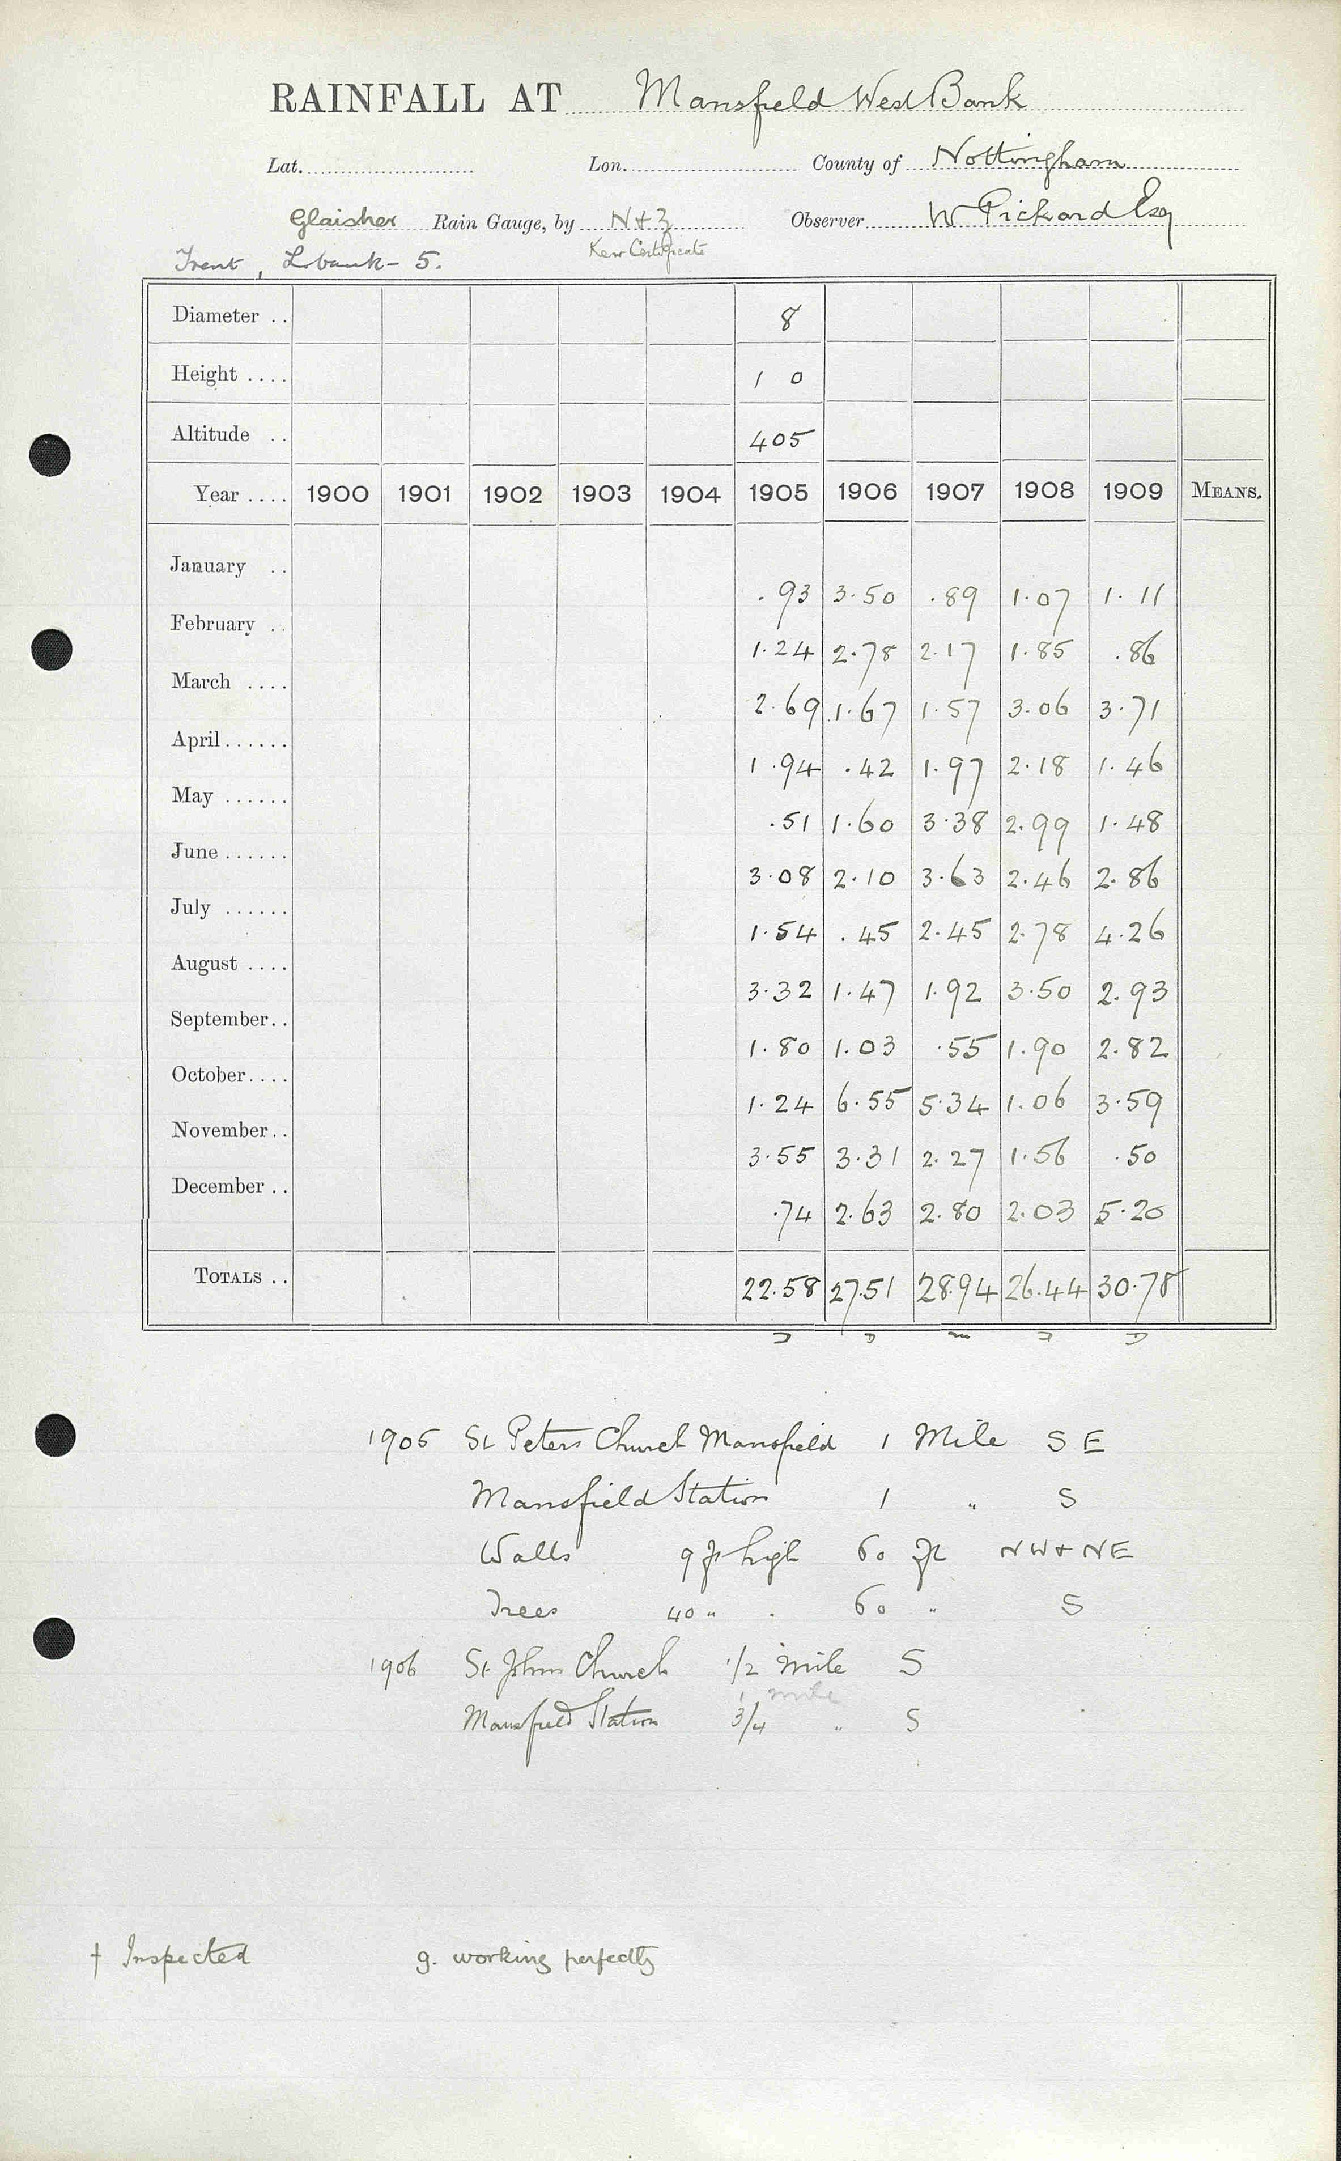 RAINFALL AT Mansfield West Bank
Lat. Lon. County of Nottingham
Glaisher Rain Gauge, by N+Z Observer W Pickard Esq
Kew Certificate
Trent, L. bank - 5.
Diameter .. 8
Height .... 1 0
Altitude .. 405
Year .... 1900 1901 1902 1903 1904 1905 1906 1907 1908 1909 MEANS.
January .. .93 3.50 .89 1.07 1.11
February .. 1.24 2.78 2.17 1.85 .86
March .... 2.69 1.67 1.57 3.06 3.71
April...... 1.94 .42 1.97 2.18 1.46
May ...... .51 1.60 3.38 2.99 1.48
June ...... 3.08 2.10 3.63 2.46 2.86
July ...... 1.54 .45 2.45 2.78 4.26
August .... 3.32 1.47 1.92 3.50 2.93
September.. 1.80 1.03 .55 1.90 2.82
October.... 1.24 6.55 5.34 1.06 3.59
November.. 3.55 3.31 2.27 1.56 .50
December .. .74 2.63 2.80 2.03 5.20
TOTALS .. 22.58 27.51 28.94 26.44 30.78
1905 St Peters Church Mansfield 1 Mile S E
Mansfield Station 1 " S
Walls 9 ft high 60 ft NW + NE
Trees 40 " " 60 " S
1906 St Johns Church 1/2 mile S
1 mile
Mansfield Station 3/4 " S
† Inspected g. working perfectly